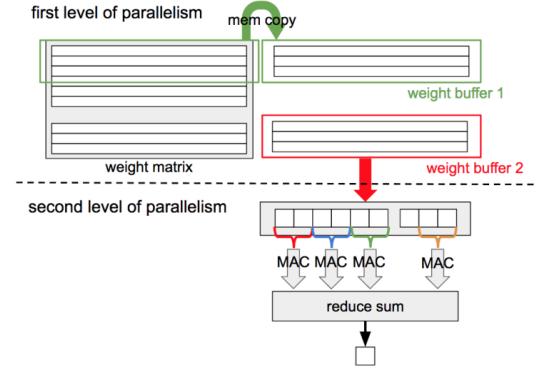 first level of parallelism
mem copy
weight buffer 1
weight matrix
weight buffer 2
second level of parallelism
MAC MAC MAC MAC
reduce sum